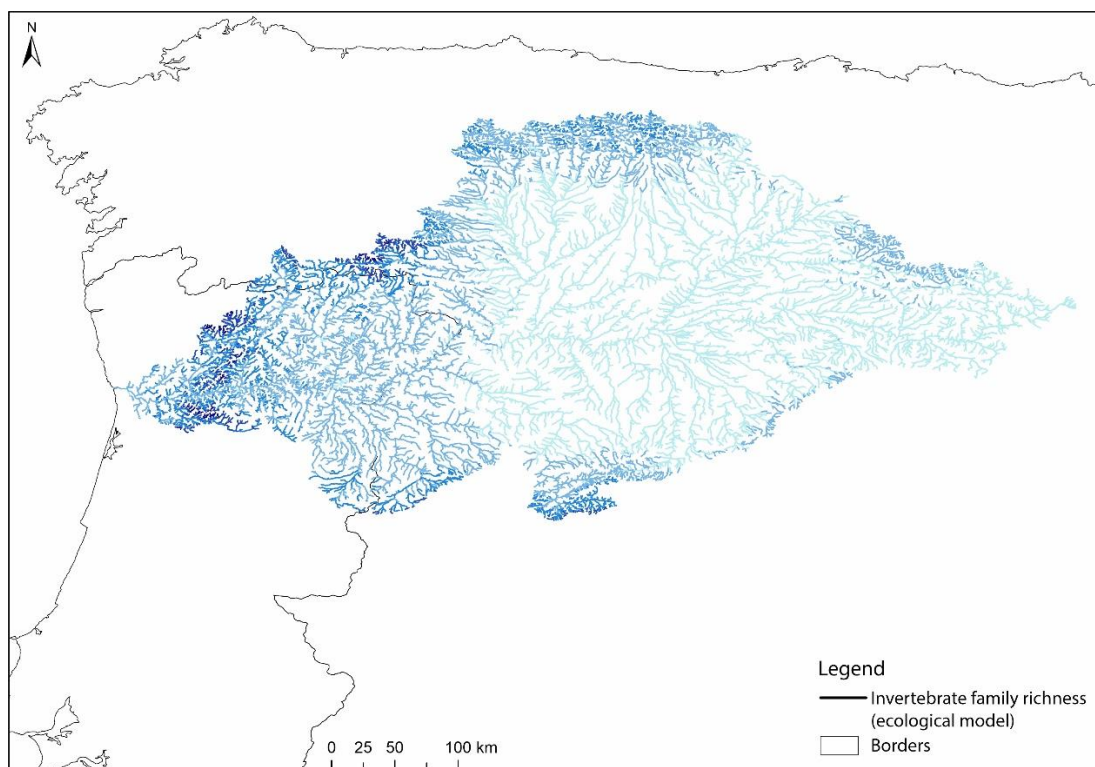 N
Legend
Invertebrate family richness
(ecological model)
Borders
0 25 50 100 km